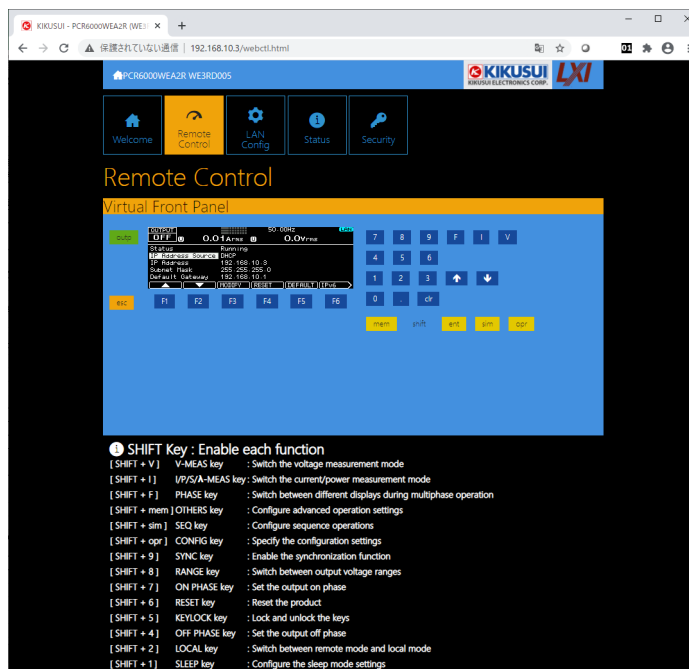 KIKUSUI - PCR6000WEA2R (WE3
保護されていない通信 | 192.168.10.3/webctl.html
PCR6000WEA2R WE3RD005
KIKUSUI
KIKUSUI ELECTRONICS CORP.
LXI
Welcome
Remote Control
LAN Config
Status
Security
Remote Control
Virtual Front Panel
outp
OUTPUT 50.00Hz LAN
OFF U 0.01Arms U 0.0Vrms
Status Running
IP Address Source DHCP
IP Address 192.168.10.3
Subnet Mask 255.255.255.0
Default Gateway 192.168.10.1
MODIFY RESET DEFAULT IPv6
esc F1 F2 F3 F4 F5 F6
7 8 9 F I V
4 5 6
1 2 3
0 . clr
mem shift ent sim opr
SHIFT Key : Enable each function
[ SHIFT + V ] V-MEAS key : Switch the voltage measurement mode
[ SHIFT + I ] I/P/S/λ-MEAS key : Switch the current/power measurement mode
[ SHIFT + F ] PHASE key : Switch between different displays during multiphase operation
[ SHIFT + mem ] OTHERS key : Configure advanced operation settings
[ SHIFT + sim ] SEQ key : Configure sequence operations
[ SHIFT + opr ] CONFIG key : Specify the configuration settings
[ SHIFT + 9 ] SYNC key : Enable the synchronization function
[ SHIFT + 8 ] RANGE key : Switch between output voltage ranges
[ SHIFT + 7 ] ON PHASE key : Set the output on phase
[ SHIFT + 6 ] RESET key : Reset the product
[ SHIFT + 5 ] KEYLOCK key : Lock and unlock the keys
[ SHIFT + 4 ] OFF PHASE key : Set the output off phase
[ SHIFT + 2 ] LOCAL key : Switch between remote mode and local mode
[ SHIFT + 1 ] SLEEP key : Configure the sleep mode settings